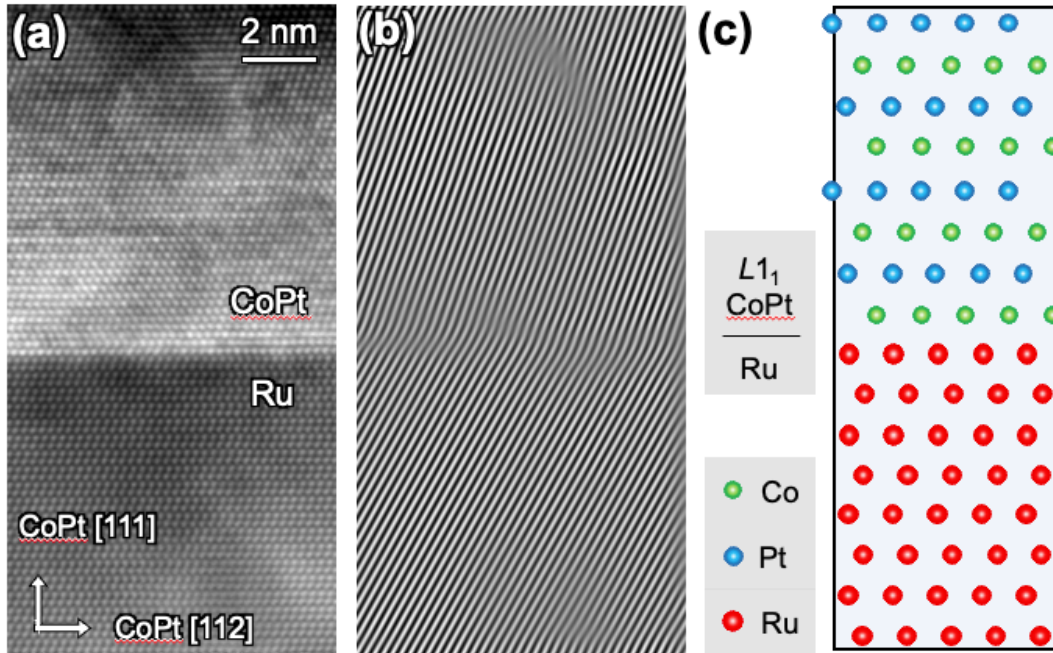 (a)
2 nm
CoPt
Ru
CoPt [111]
CoPt [112]
(b)
(c)
L1₁
CoPt
Ru
Co
Pt
Ru